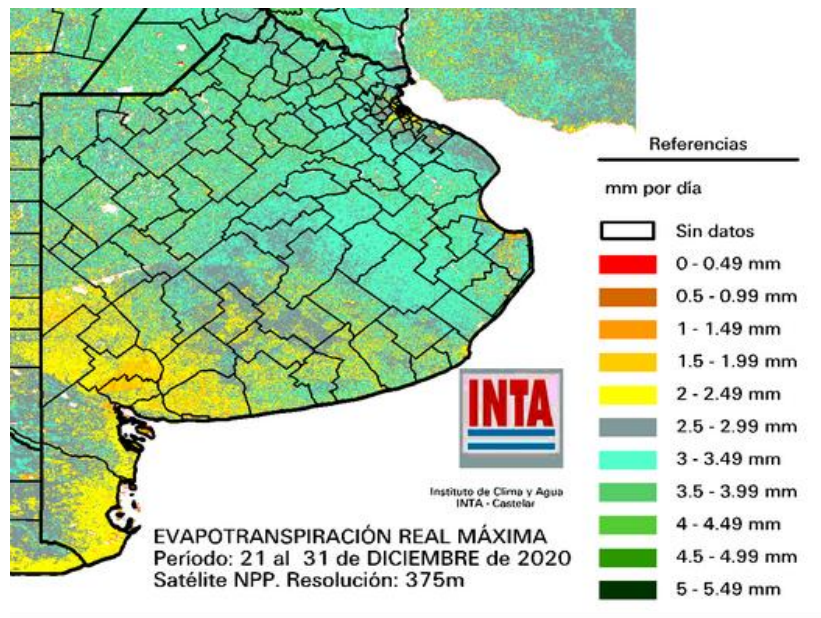 Referencias
mm por día
Sin datos
0 - 0.49 mm
0.5 - 0.99 mm
1 - 1.49 mm
1.5 - 1.99 mm
2 - 2.49 mm
2.5 - 2.99 mm
3 - 3.49 mm
3.5 - 3.99 mm
4 - 4.49 mm
4.5 - 4.99 mm
5 - 5.49 mm
INTA
Instituto de Clima y Agua
INTA - Castelar
EVAPOTRANSPIRACIÓN REAL MÁXIMA
Período: 21 al 31 de DICIEMBRE de 2020
Satélite NPP. Resolución: 375m